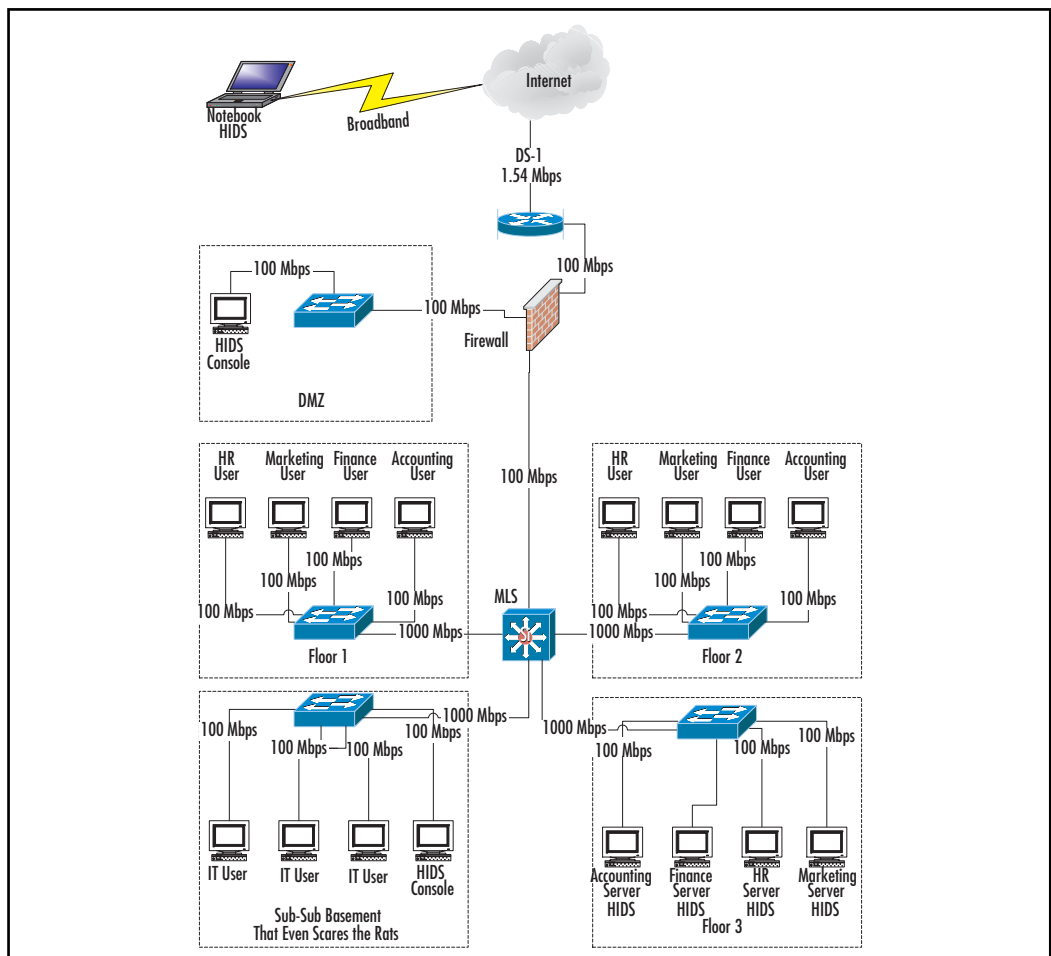 Internet
Notebook
HIDS
Broadband
DS-1
1.54 Mbps
100 Mbps
100 Mbps
100 Mbps
HIDS
Console
Firewall
DMZ
HR
User
Marketing
User
Finance
User
Accounting
User
100 Mbps
100 Mbps
100 Mbps
100 Mbps
1000 Mbps
Floor 1
100 Mbps
MLS
HR
User
Marketing
User
Finance
User
Accounting
User
100 Mbps
100 Mbps
100 Mbps
100 Mbps
1000 Mbps
Floor 2
1000 Mbps
100 Mbps
100 Mbps
100 Mbps
100 Mbps
IT User
IT User
IT User
HIDS
Console
Sub-Sub Basement
That Even Scares the Rats
1000 Mbps
100 Mbps
100 Mbps
100 Mbps
Accounting
Server
HIDS
Finance
Server
HIDS
HR
Server
HIDS
Marketing
Server
HIDS
Floor 3